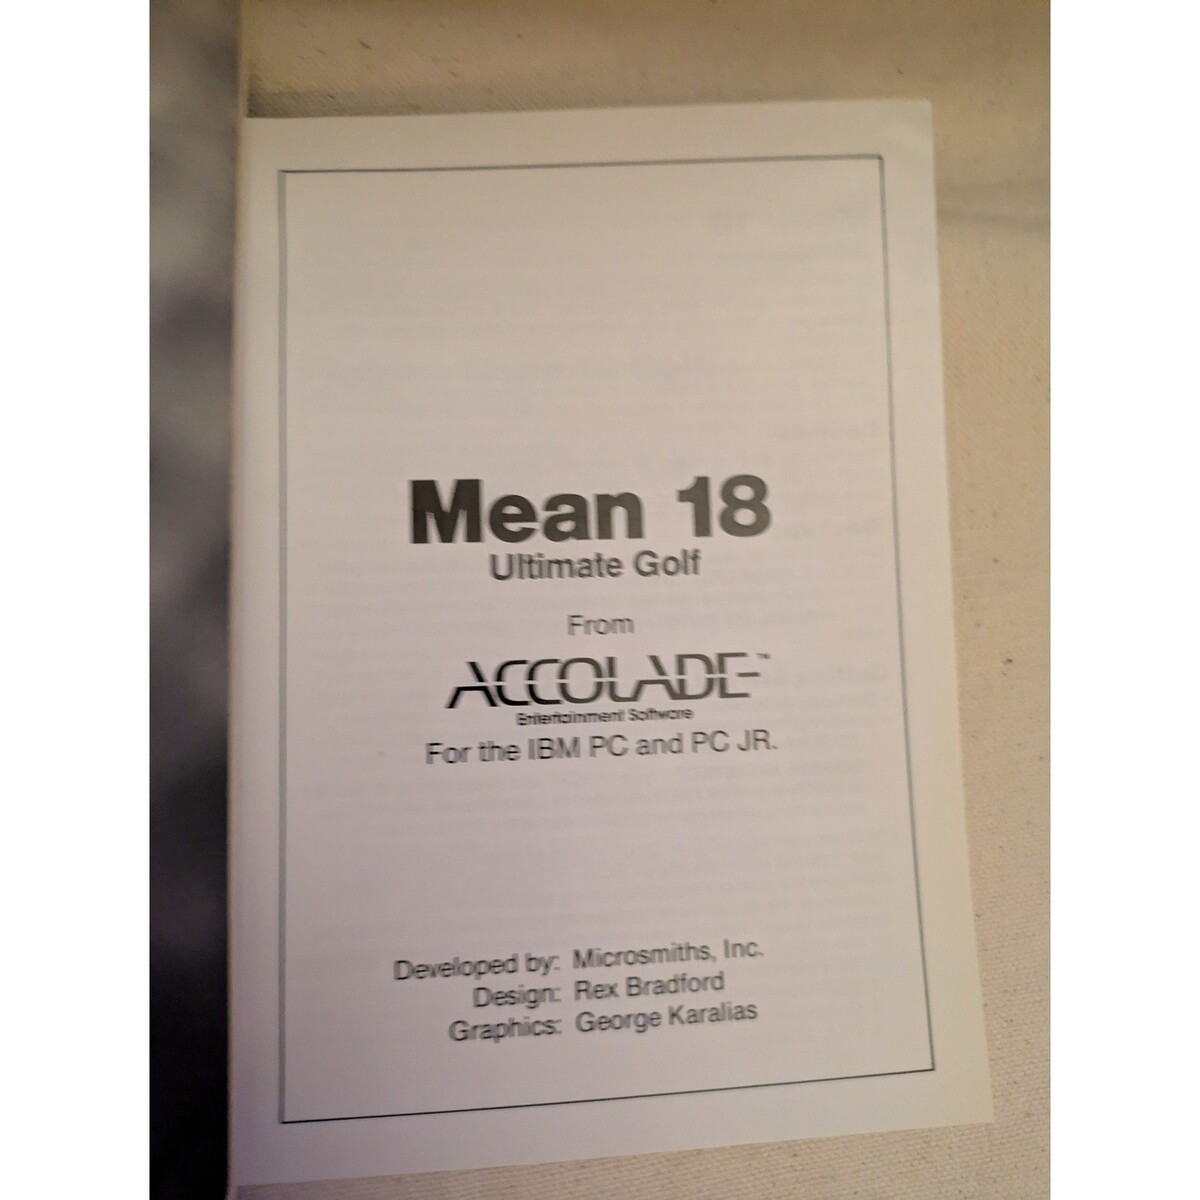 Mean 18
Ultimate Golf
From
ACCOLADE™
Entertainment Software
For the IBM PC and PC JR.
Developed by: Microsmiths, Inc.
Design: Rex Bradford
Graphics: George Karalias